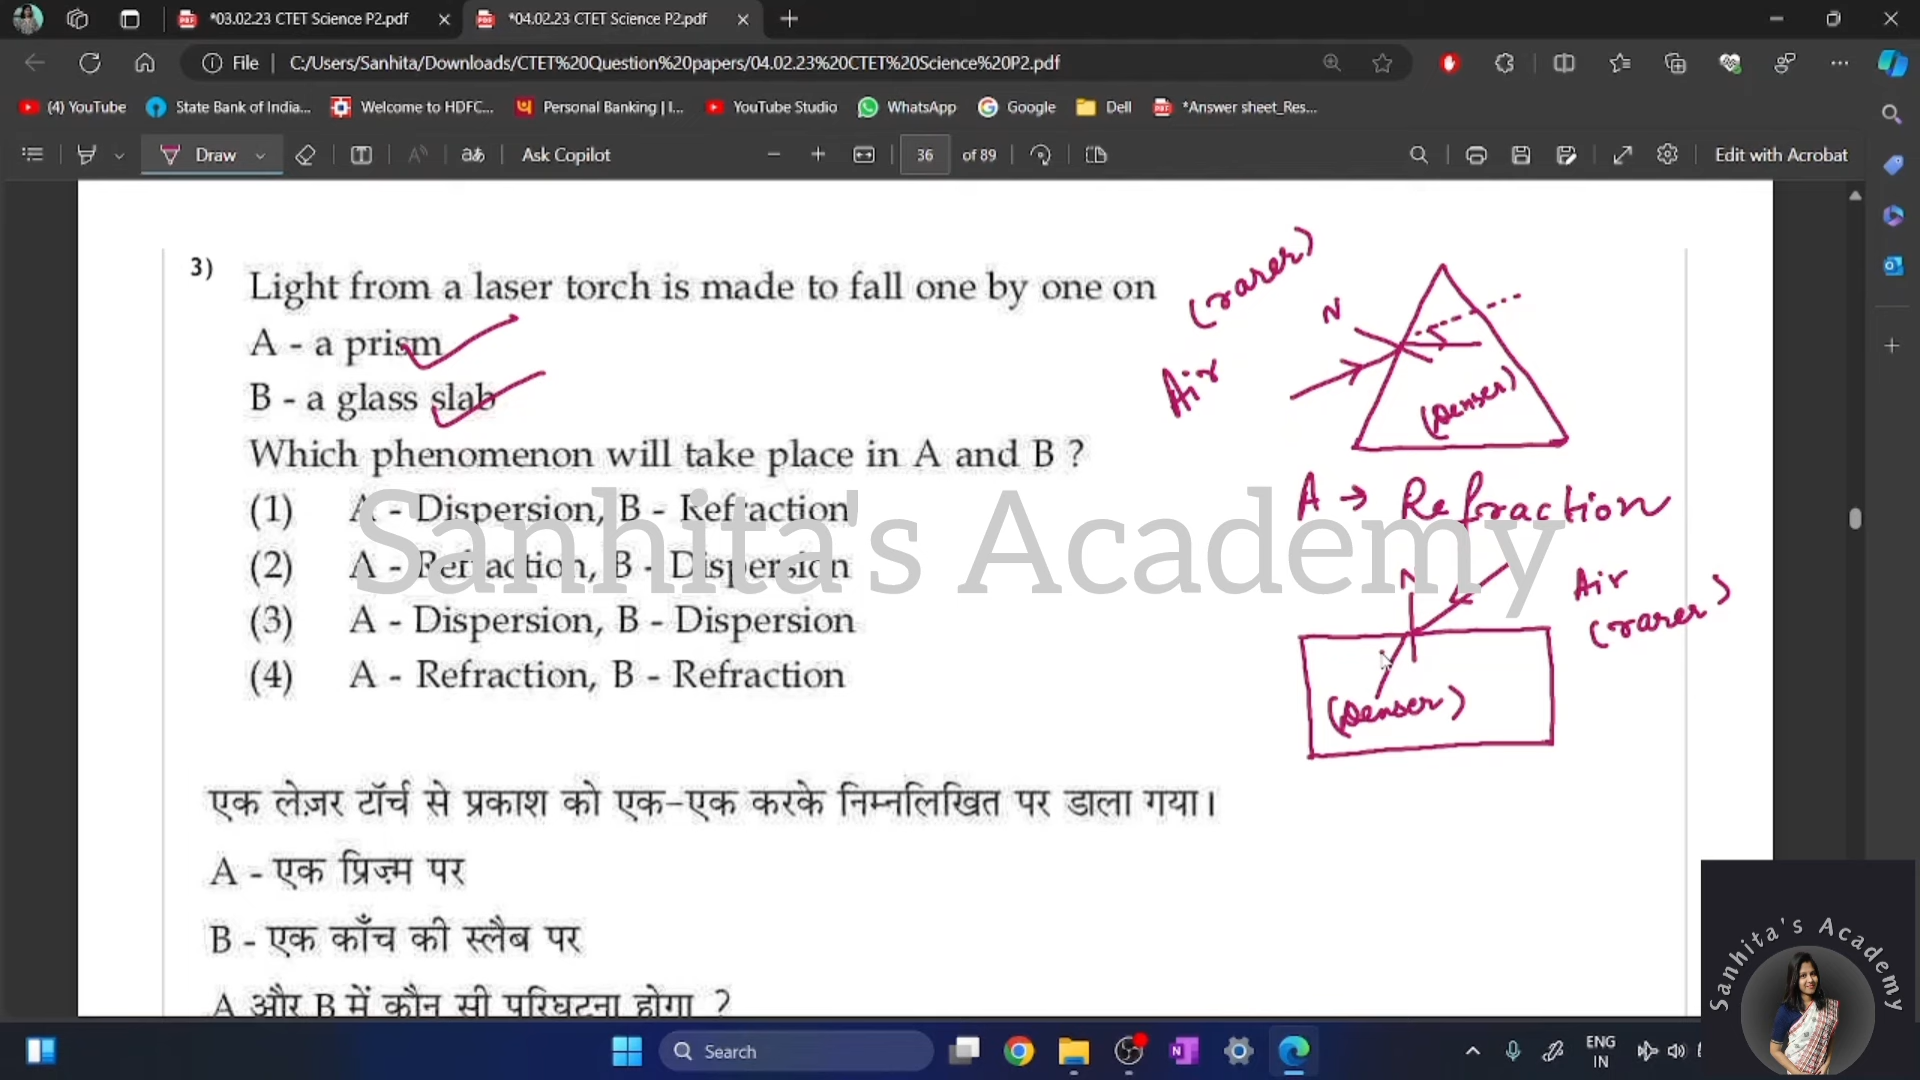 *03.02.23 CTET Science P2.pdf
*04.02.23 CTET Science P2.pdf
File
C:/Users/Sanhita/Downloads/CTET%20Question%20papers/04.02.23%20CTET%20Science%20P2.pdf
(4) YouTube
State Bank of India...
Welcome to HDFC...
Personal Banking | I...
YouTube Studio
WhatsApp
Google
Dell
*Answer sheet_Res...
Draw
Ask Copilot
36 of 89
Edit with Acrobat
3)
Light from a laser torch is made to fall one by one on
A - a prism
B - a glass slab
Which phenomenon will take place in A and B ?
(1) A - Dispersion, B - Refraction
(2) A - Refraction, B - Dispersion
(3) A - Dispersion, B - Dispersion
(4) A - Refraction, B - Refraction
एक लेज़र टॉर्च से प्रकाश को एक-एक करके निम्नलिखित पर डाला गया।
A - एक प्रिज़्म पर
B - एक काँच की स्लैब पर
A और B में कौन सी परिघटना होगा ?
(rarer)
Air
N
(Denser)
A → Refraction
N
Air
(rarer)
(Denser)
Sanhita's Academy
Sanhita's Academy
Search
ENG
IN